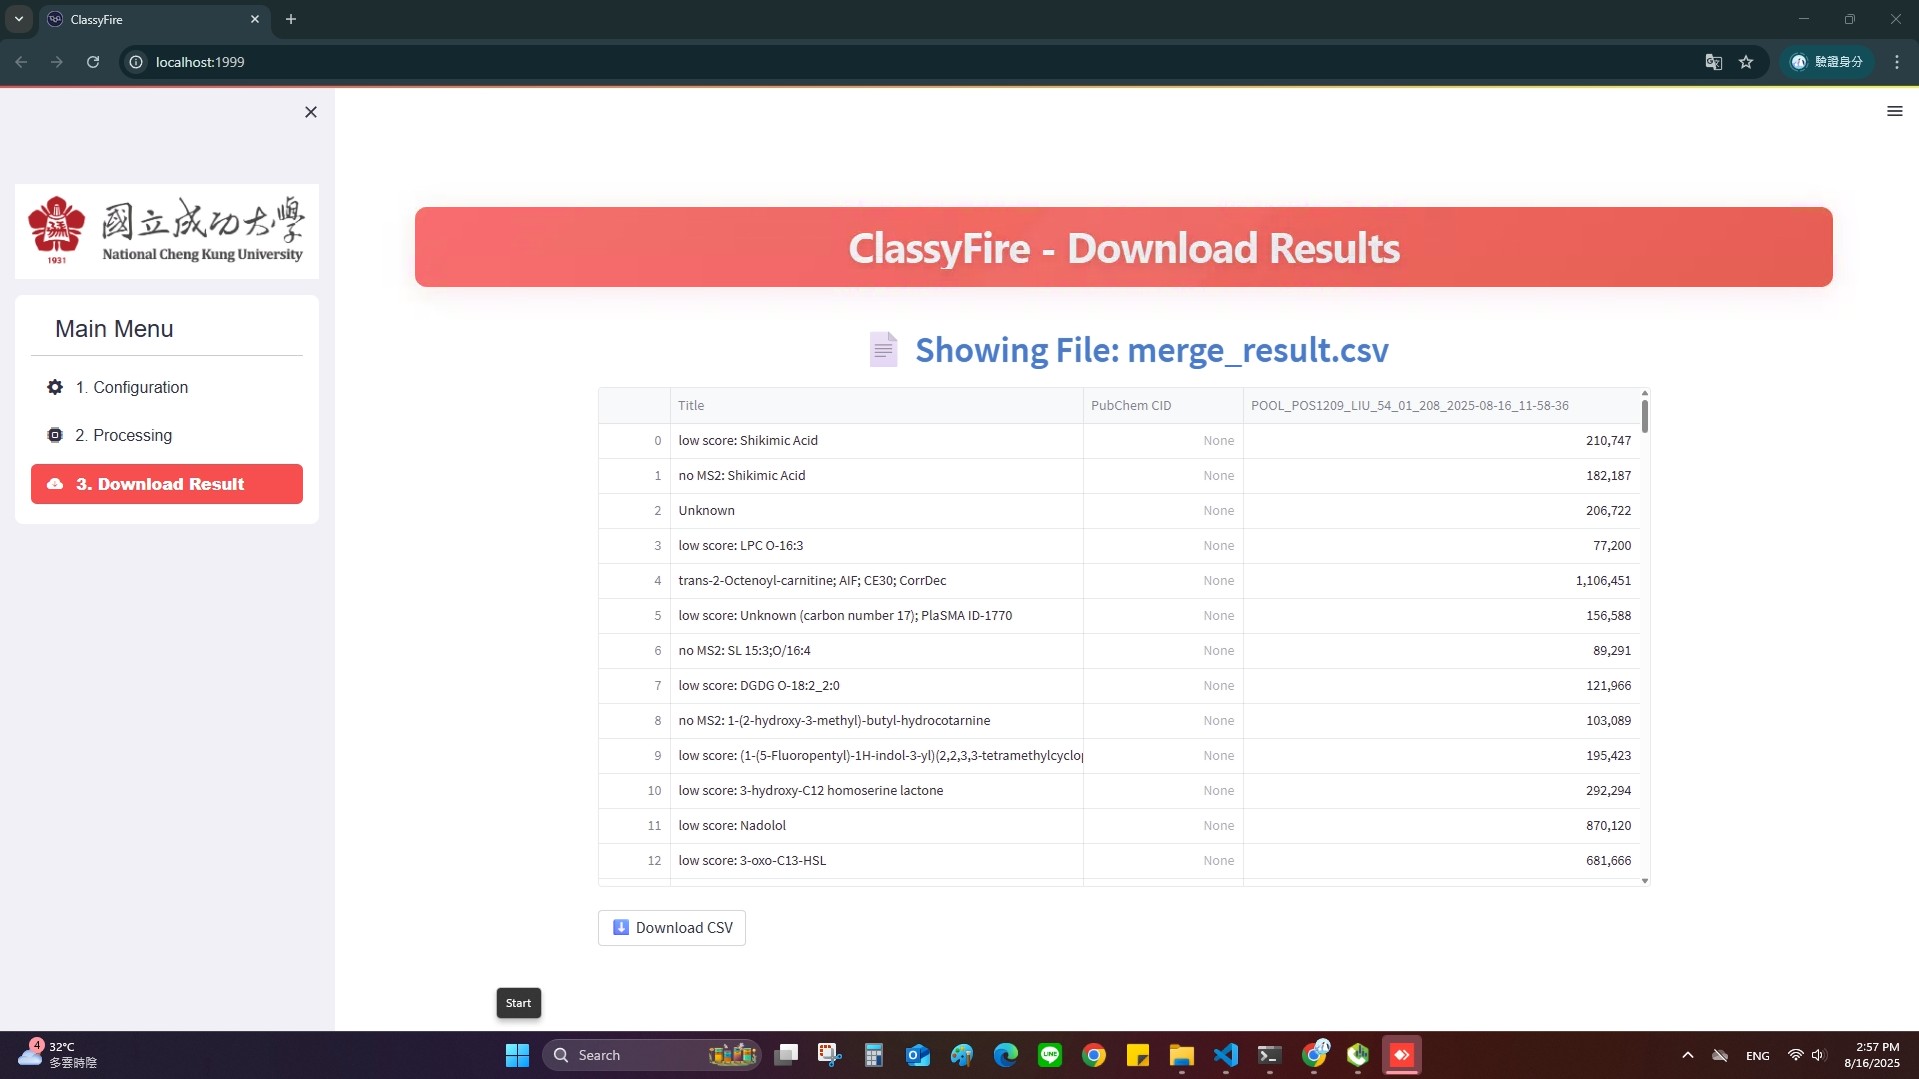 ClassyFire
localhost:1999
驗證身分
國立成功大學
National Cheng Kung University
1931
Main Menu
1. Configuration
2. Processing
3. Download Result
ClassyFire - Download Results
Showing File: merge_result.csv
Title PubChem CID POOL_POS1209_LIU_54_01_208_2025-08-16_11-58-36
0 low score: Shikimic Acid None 210,747
1 no MS2: Shikimic Acid None 182,187
2 Unknown None 206,722
3 low score: LPC O-16:3 None 77,200
4 trans-2-Octenoyl-carnitine; AIF; CE30; CorrDec None 1,106,451
5 low score: Unknown (carbon number 17); PlaSMA ID-1770 None 156,588
6 no MS2: SL 15:3;O/16:4 None 89,291
7 low score: DGDG O-18:2_2:0 None 121,966
8 no MS2: 1-(2-hydroxy-3-methyl)-butyl-hydrocotarnine None 103,089
9 low score: (1-(5-Fluoropentyl)-1H-indol-3-yl)(2,2,3,3-tetramethylcyclop None 195,423
10 low score: 3-hydroxy-C12 homoserine lactone None 292,294
11 low score: Nadolol None 870,120
12 low score: 3-oxo-C13-HSL None 681,666
Download CSV
Start
4
32°C
多雲時陰
Search
LINE
ENG
2:57 PM
8/16/2025